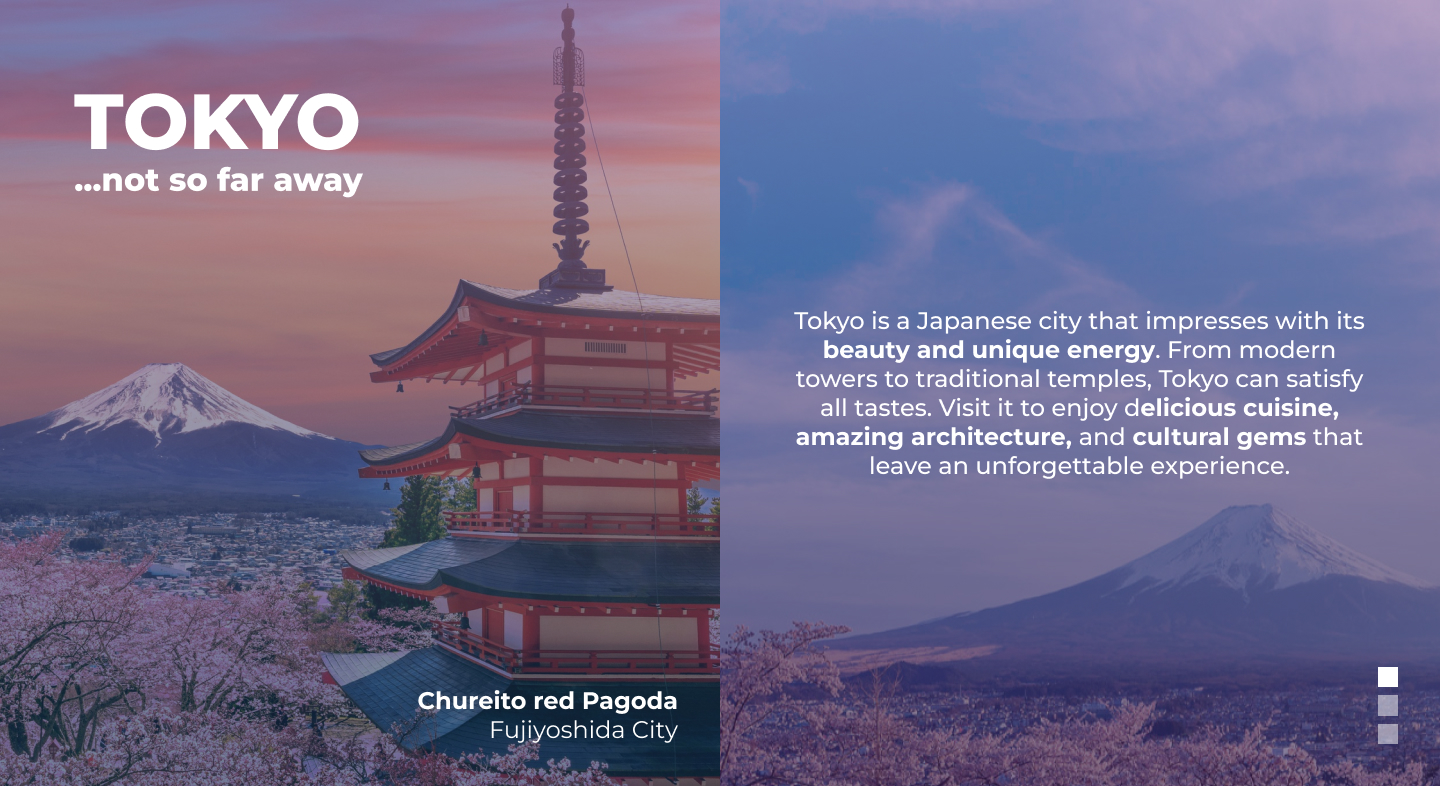 TOKYO
...not so far away
Chureito red Pagoda
Fujiyoshida City
Tokyo is a Japanese city that impresses with its
beauty and unique energy. From modern
towers to traditional temples, Tokyo can satisfy
all tastes. Visit it to enjoy delicious cuisine,
amazing architecture, and cultural gems that
leave an unforgettable experience.